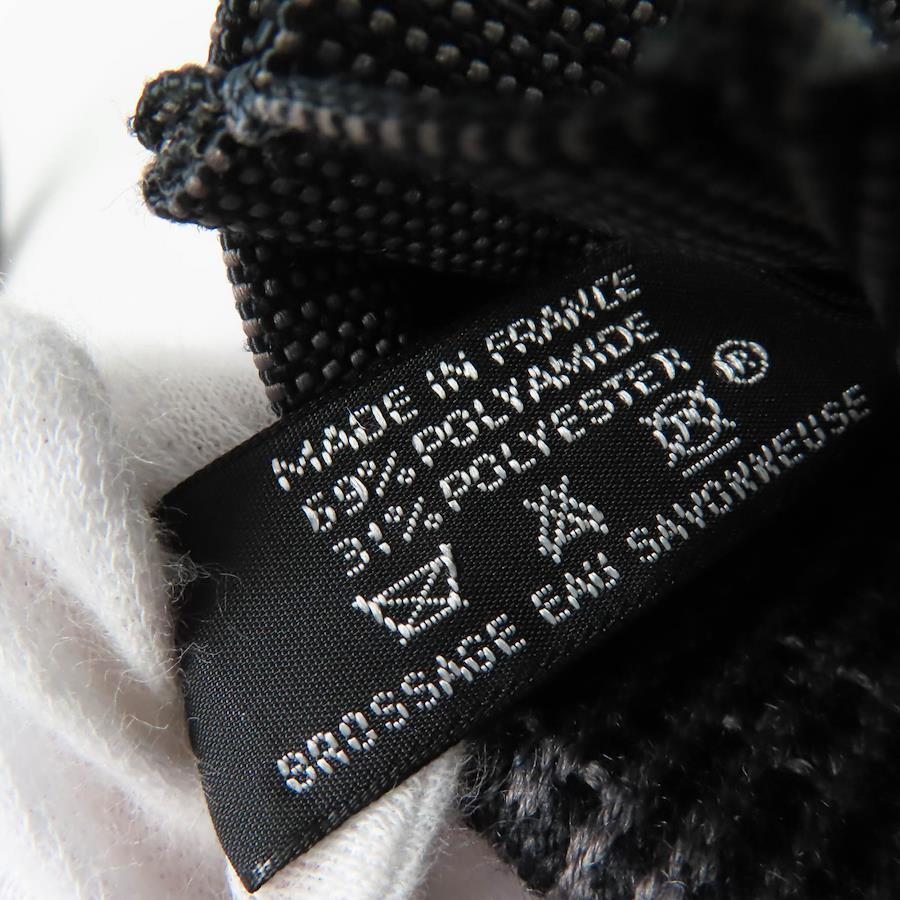 MADE IN FRANCE
69% POLYAMIDE
31% POLYESTER
®
BROSSAGE EAU SAVONNEUSE